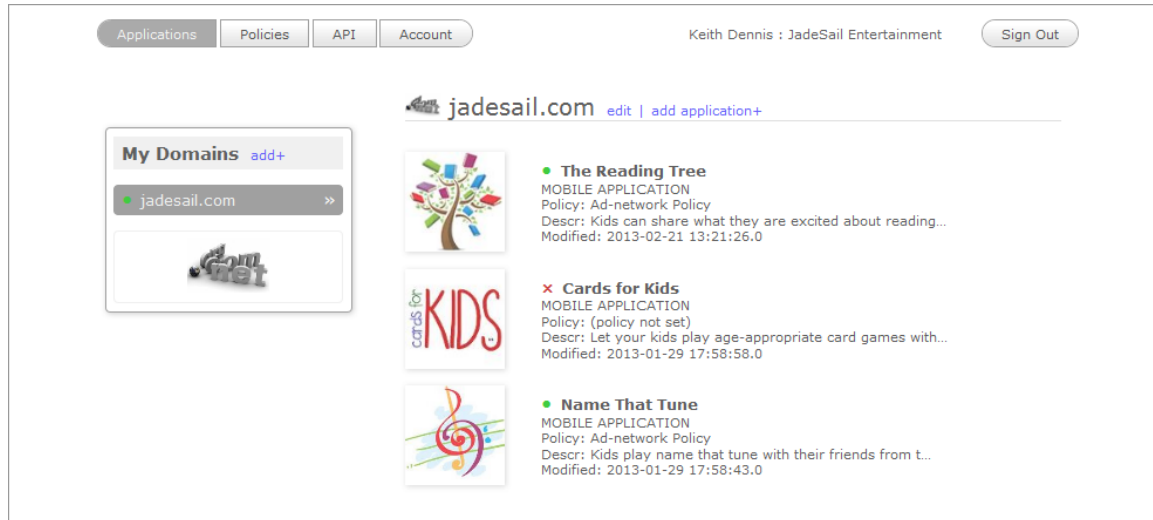 Applications Policies API Account Keith Dennis : JadeSail Entertainment Sign Out
.com jadesail.com edit | add application+
My Domains add+
jadesail.com »
.com
.net
• The Reading Tree
MOBILE APPLICATION
Policy: Ad-network Policy
Descr: Kids can share what they are excited about reading...
Modified: 2013-02-21 13:21:26.0
cards for KIDS
× Cards for Kids
MOBILE APPLICATION
Policy: (policy not set)
Descr: Let your kids play age-appropriate card games with...
Modified: 2013-01-29 17:58:58.0
• Name That Tune
MOBILE APPLICATION
Policy: Ad-network Policy
Descr: Kids play name that tune with their friends from t...
Modified: 2013-01-29 17:58:43.0